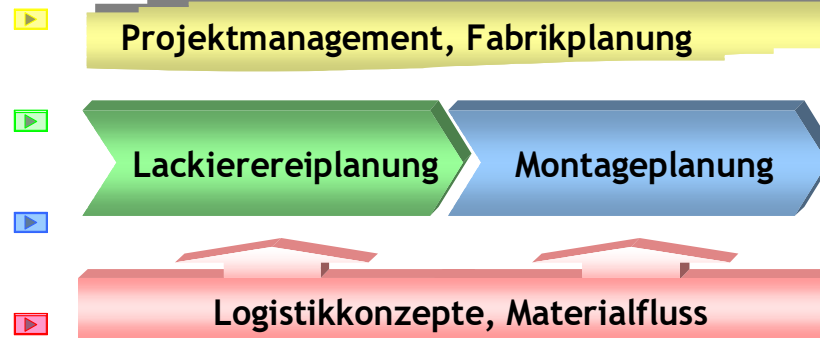 Projektmanagement, Fabrikplanung
Lackierereiplanung
Montageplanung
Logistikkonzepte, Materialfluss